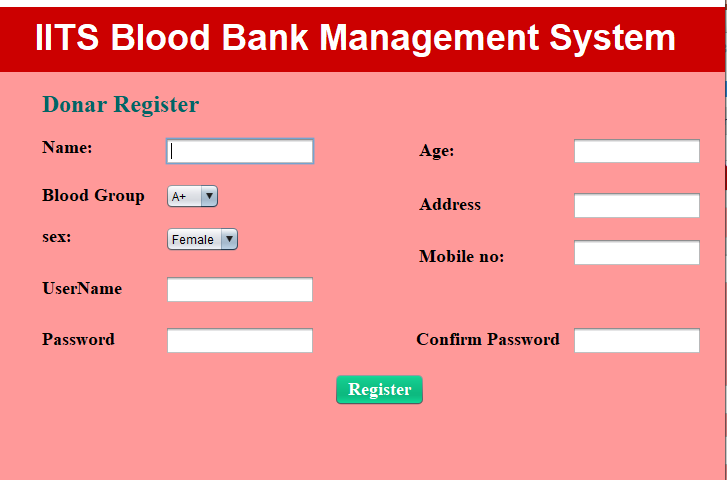 IITS Blood Bank Management System
Donar Register
Name:
Age:
Blood Group A+
Address
sex: Female
Mobile no:
UserName
Password
Confirm Password
Register